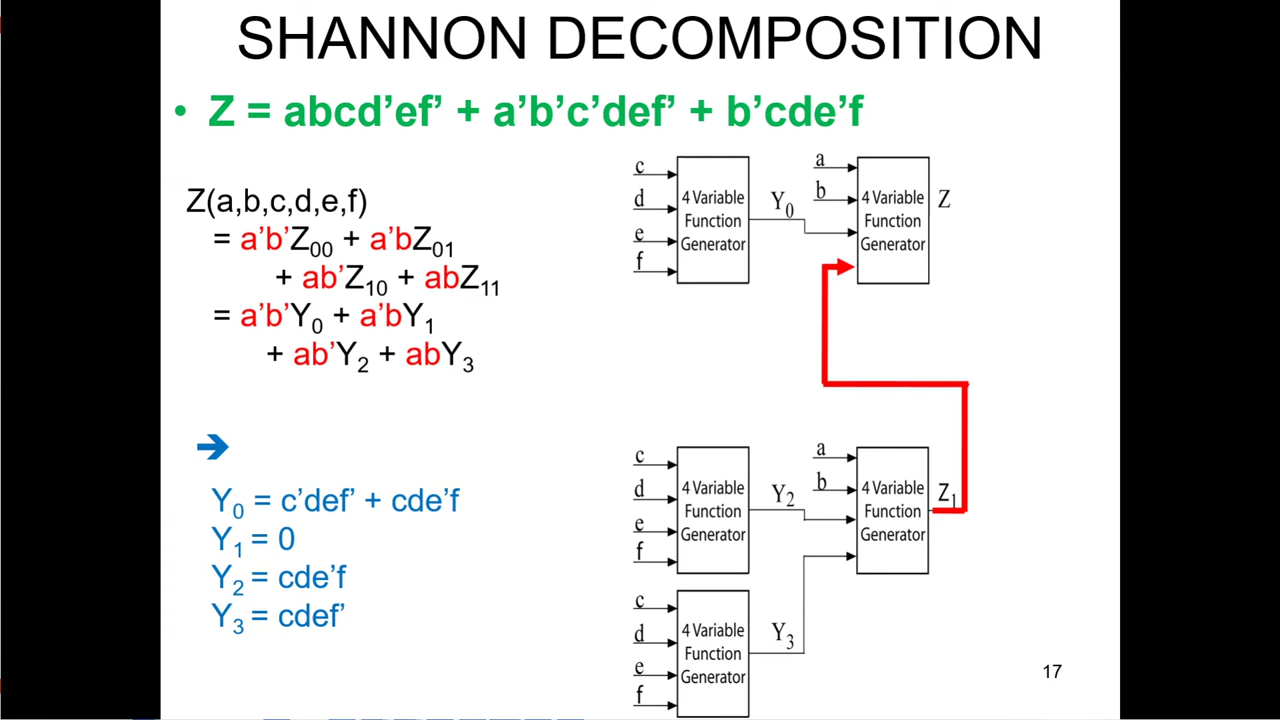 SHANNON DECOMPOSITION
• Z = abcd’ef’ + a’b’c’def’ + b’cde’f
Z(a,b,c,d,e,f)
= a’b’Z00 + a’bZ01
+ ab’Z10 + abZ11
= a’b’Y0 + a’bY1
+ ab’Y2 + abY3
➔
Y0 = c’def’ + cde’f
Y1 = 0
Y2 = cde’f
Y3 = cdef’
c
d
e
f
4 Variable
Function
Generator
Y0
a
b
4 Variable
Function
Generator
Z
c
d
e
f
4 Variable
Function
Generator
Y2
a
b
4 Variable
Function
Generator
Z1
c
d
e
f
4 Variable
Function
Generator
Y3
17